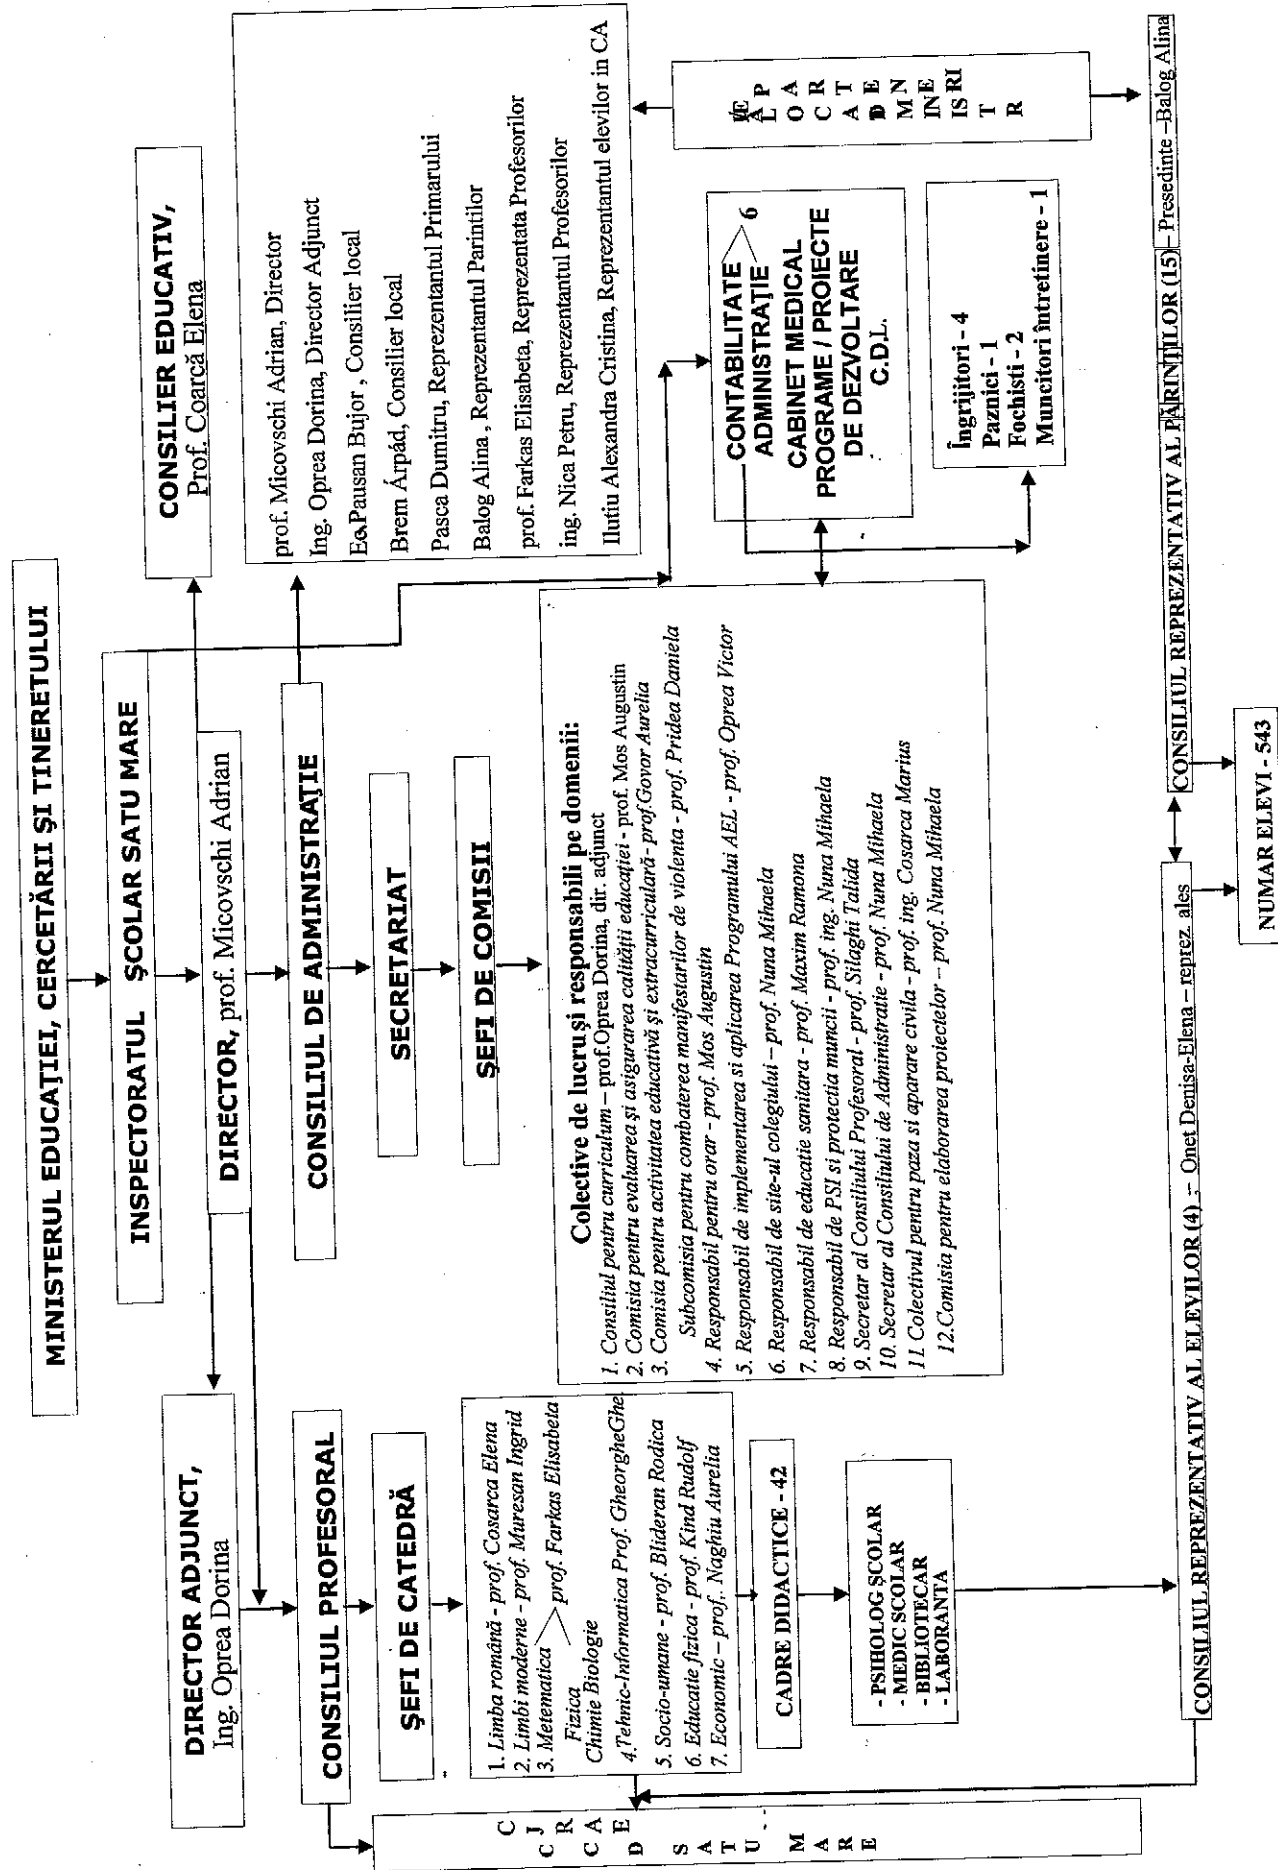 MINISTERUL EDUCAŢIEI, CERCETĂRII ŞI TINERETULUI
INSPECTORATUL ŞCOLAR SATU MARE
DIRECTOR, prof. Micovschi Adrian
DIRECTOR ADJUNCT,
Ing. Oprea Dorina
CONSILIER EDUCATIV,
Prof. Coarcă Elena
CONSILIUL PROFESORAL
CONSILIUL DE ADMINISTRAŢIE
prof. Micovschi Adrian, Director
Ing. Oprea Dorina, Director Adjunct
Ec.Pausan Bujor , Consilier local
Brem Árpád, Consilier local
Pasca Dumitru, Reprezentantul Primarului
Balog Alina , Reprezentantul Parintilor
prof. Farkas Elisabeta, Reprezentata Profesorilor
ing. Nica Petru, Reprezentantul Profesorilor
Ilutiu Alexandra Cristina, Reprezentantul elevilor in CA
ŞEFI DE CATEDRĂ
SECRETARIAT
ŞEFI DE COMISII
1. Limba română - prof. Cosarca Elena
2. Limbi moderne - prof. Muresan Ingrid
3. Metematica > prof. Farkas Elisabeta
Fizica
Chimie Biologie
4.Tehnic-Informatica Prof. GheorgheGhe
5. Socio-umane - prof. Blideran Rodica
6. Educatie fizica - prof. Kind Rudolf
7. Economic – prof,. Naghiu Aurelia
Colective de lucru şi responsabili pe domenii:
1. Consiliul pentru curriculum – prof.Oprea Dorina, dir. adjunct
2. Comisia pentru evaluarea şi asigurarea calităţii educaţiei - prof. Mos Augustin
3. Comisia pentru activitatea educativă şi extracurriculară- prof.Govor Aurelia
Subcomisia pentru combaterea manifestarilor de violenta - prof. Pridea Daniela
4. Responsabil pentru orar - prof. Mos Augustin
5. Responsabil de implementarea si aplicarea Programului AEL - prof. Oprea Victor
6. Responsabil de site-ul colegiului – prof. Nuna Mihaela
7. Responsabil de educatie sanitara - prof. Maxim Ramona
8. Responsabil de PSI si protectia muncii - prof. ing. Nuna Mihaela
9. Secretar al Consiliului Profesoral - prof. Silaghi Talida
10. Secretar al Consiliului de Administratie - prof. Nuna Mihaela
11 Colectivul pentru paza si aparare civila - prof. ing. Cosarca Marius
12.Comisia pentru elaborarea proiectelor – prof. Nuna Mihaela
CONTABILITATE
ADMINISTRAŢIE > 6
CABINET MEDICAL
PROGRAME / PROIECTE
DE DEZVOLTARE
C.D.L.
Îngrijitori - 4
Paznici - 1
Fochisti - 2
Muncitori întretinere - 1
CADRE DIDACTICE - 42
- PSIHOLOG ŞCOLAR
- MEDIC SCOLAR
- BIBLIOTECAR
- LABORANTA
C J
C R A
C A E
D
S A T U
M A R E
CONSILIUL REPREZENTATIV AL ELEVILOR (4) – Onet Denisa-Elena – reprez. ales
CONSILIUL REPREZENTATIV AL PĂRINŢILOR (15) – Presedinte –Balog Alina
NUMAR ELEVI - 543